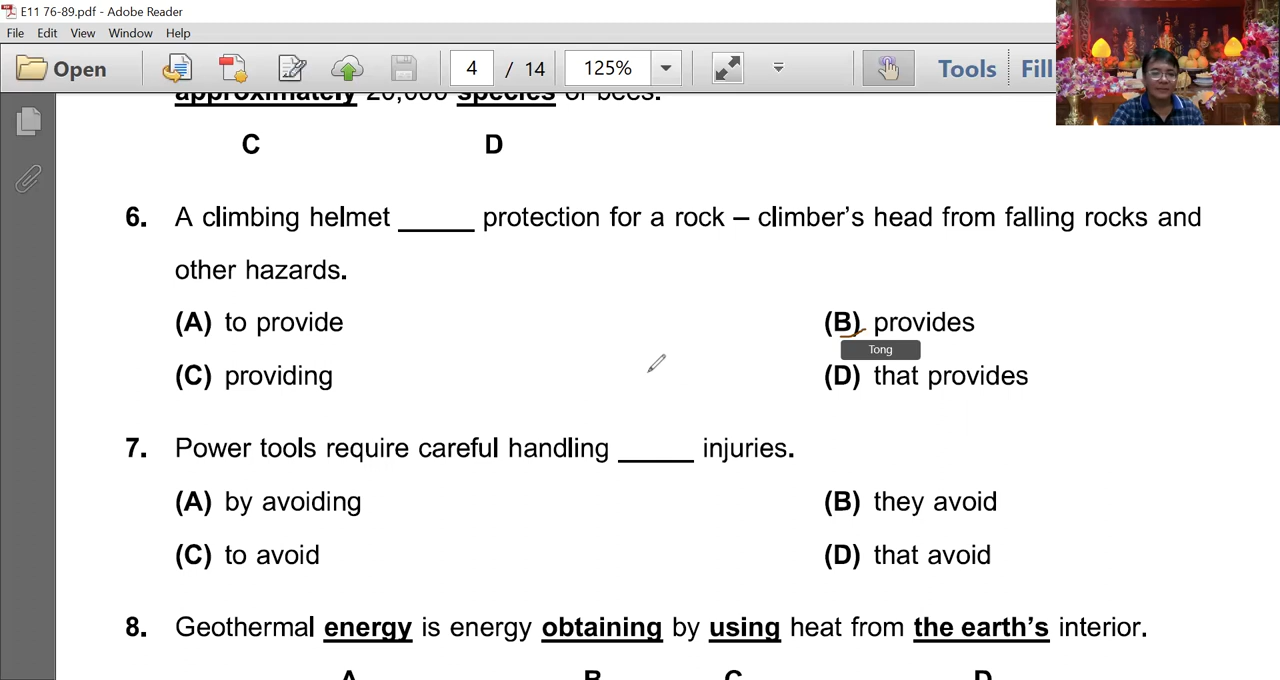 E11 76-89.pdf - Adobe Reader
File Edit View Window Help
Open 4 / 14 125% Tools Fill
approximately 20,000 species of bees.
C D
6. A climbing helmet _____ protection for a rock – climber's head from falling rocks and
other hazards.
(A) to provide (B) provides
Tong
(C) providing (D) that provides
7. Power tools require careful handling _____ injuries.
(A) by avoiding (B) they avoid
(C) to avoid (D) that avoid
8. Geothermal energy is energy obtaining by using heat from the earth's interior.
A B C D